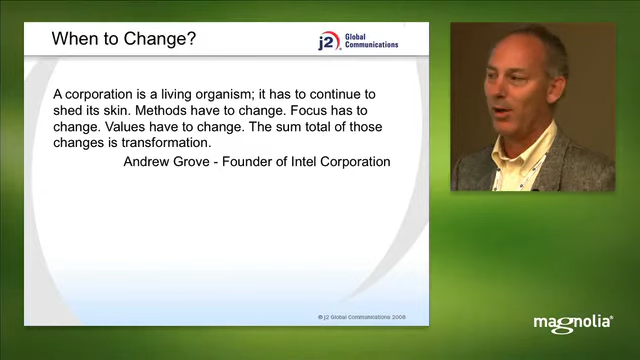 When to Change?
j2 Global Communications
A corporation is a living organism; it has to continue to
shed its skin. Methods have to change. Focus has to
change. Values have to change. The sum total of those
changes is transformation.
Andrew Grove - Founder of Intel Corporation
© j2 Global Communications 2009
magnolia®